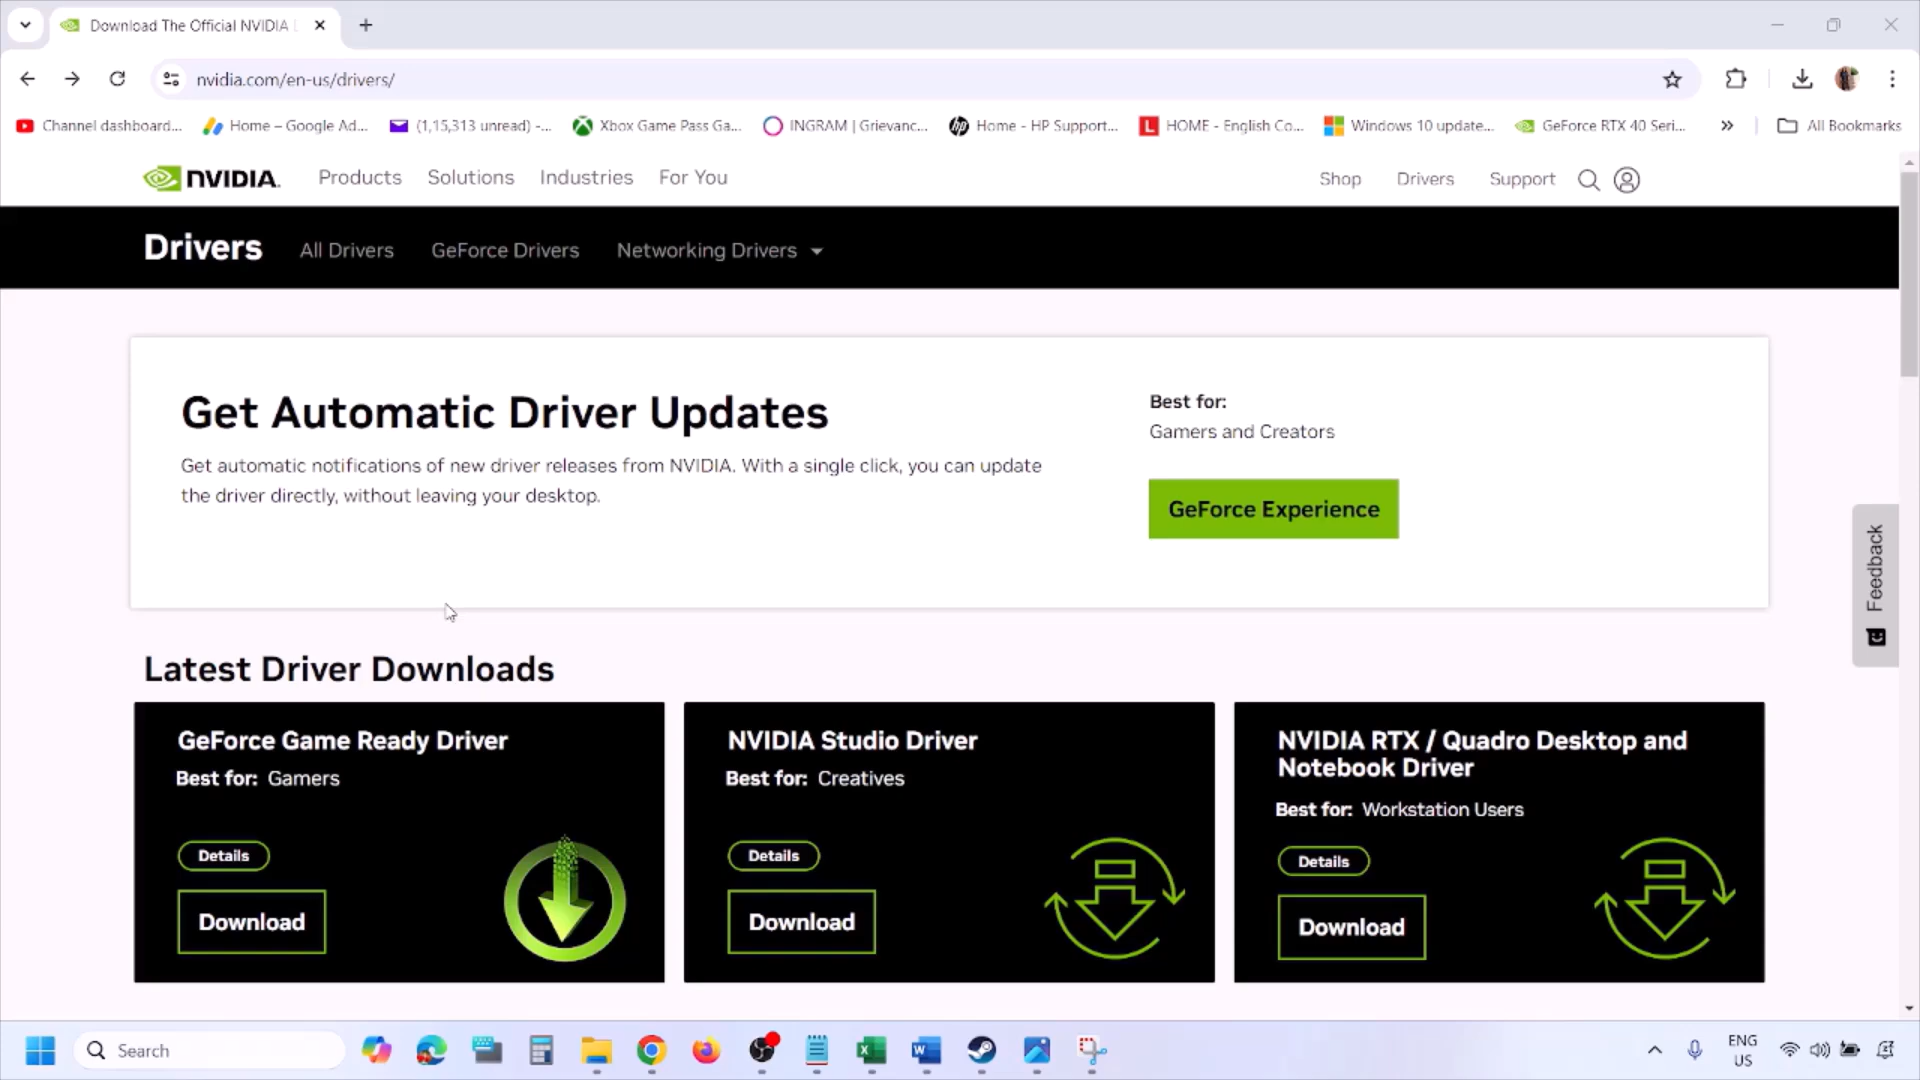 Download The Official NVIDIA
nvidia.com/en-us/drivers/
Channel dashboard...
Home – Google Ad...
(1,15,313 unread) -...
Xbox Game Pass Ga...
INGRAM | Grievanc...
Home - HP Support...
HOME - English Co...
Windows 10 update...
GeForce RTX 40 Seri...
All Bookmarks
NVIDIA.
Products
Solutions
Industries
For You
Shop
Drivers
Support
Drivers
All Drivers
GeForce Drivers
Networking Drivers
Get Automatic Driver Updates
Get automatic notifications of new driver releases from NVIDIA. With a single click, you can update
the driver directly, without leaving your desktop.
Best for:
Gamers and Creators
GeForce Experience
Feedback
Latest Driver Downloads
GeForce Game Ready Driver
Best for: Gamers
Details
Download
NVIDIA Studio Driver
Best for: Creatives
Details
Download
NVIDIA RTX / Quadro Desktop and
Notebook Driver
Best for: Workstation Users
Details
Download
Search
ENG
US